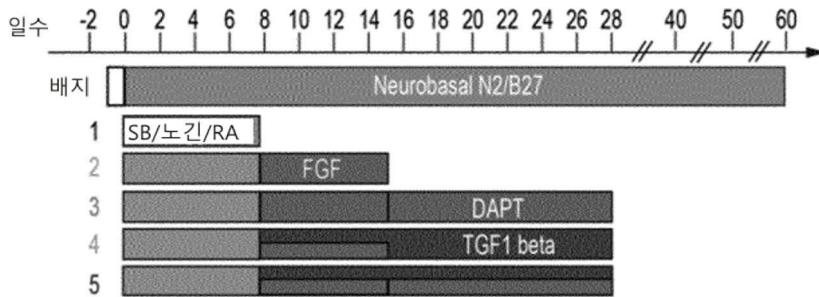 일수 -2 0 2 4 6 8 10 12 14 15 16 18 20 22 24 26 28 40 50 60
배지 Neurobasal N2/B27
1 SB/노긴/RA
2 FGF
3 DAPT
4 TGF1 beta
5